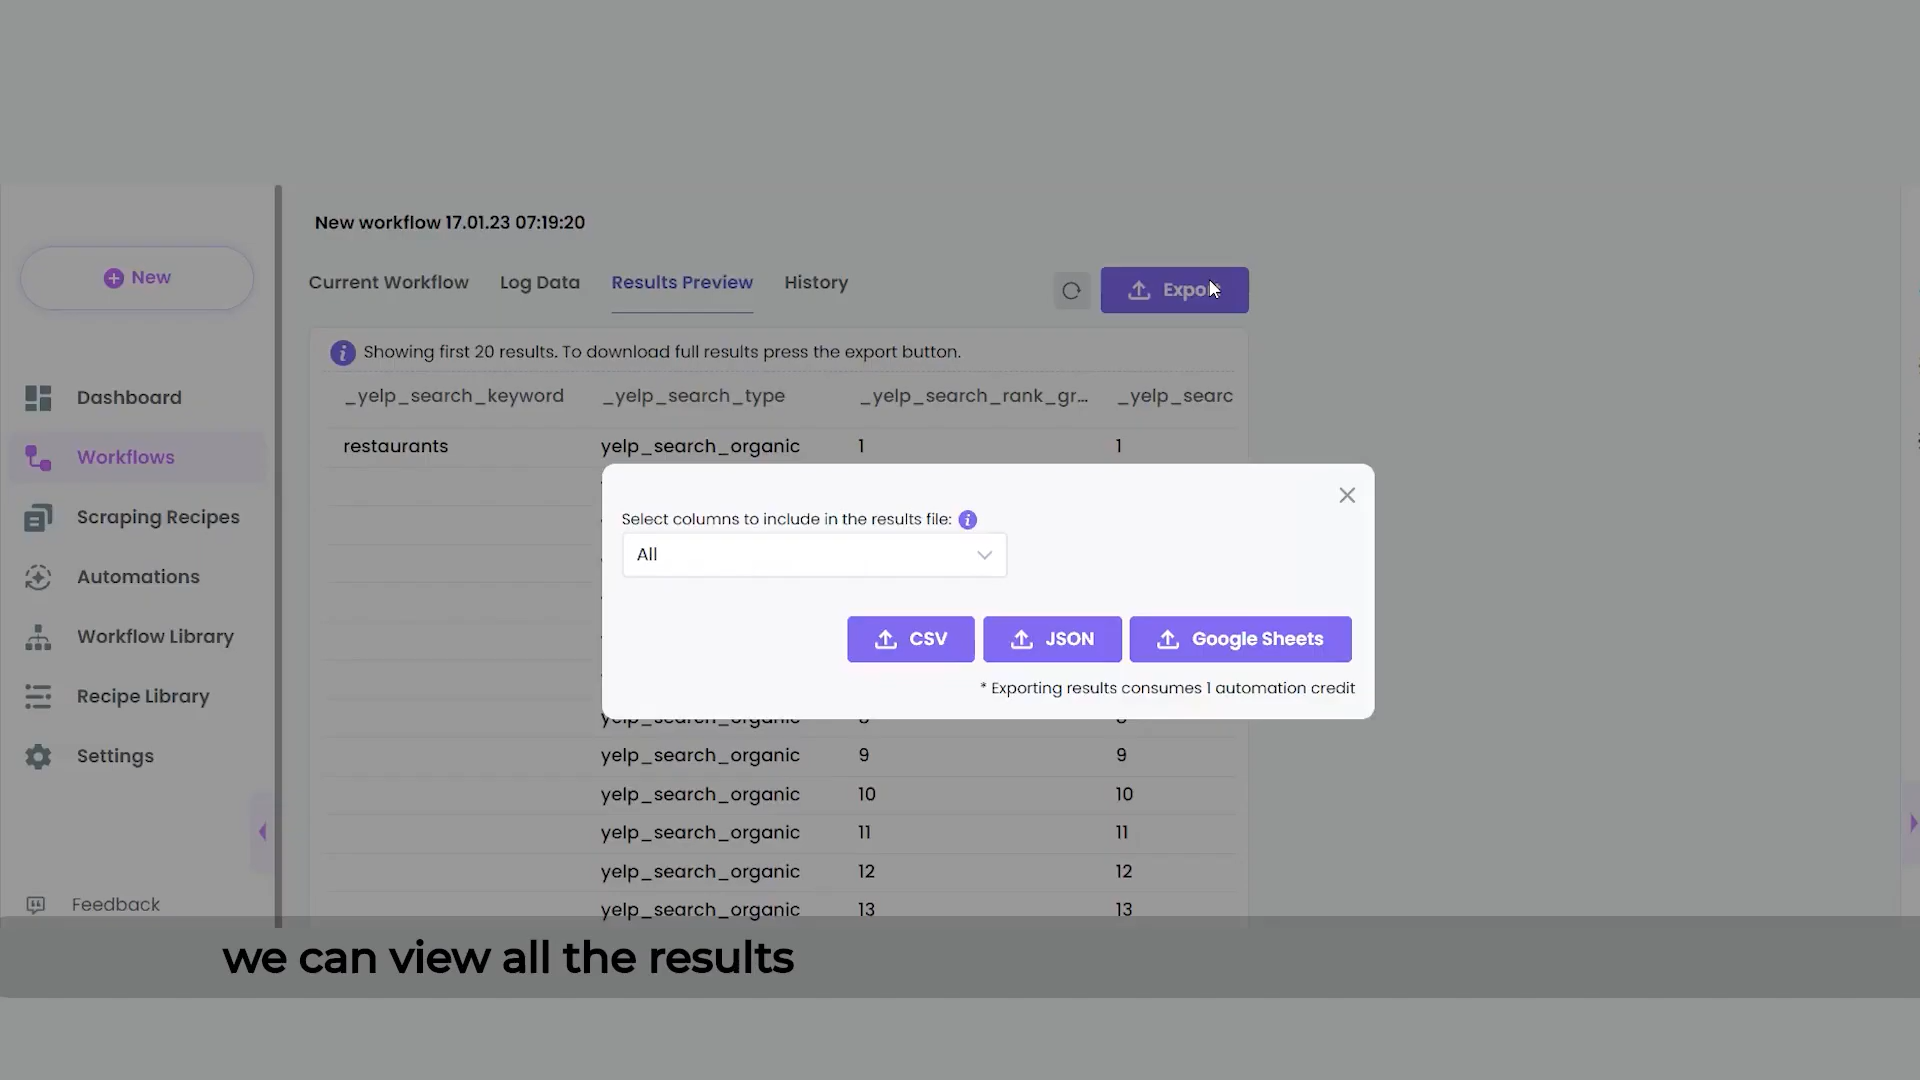 New workflow 17.01.23 07:19:20
New
Current Workflow
Log Data
Results Preview
History
Export
Showing first 20 results. To download full results press the export button.
_yelp_search_keyword
_yelp_search_type
_yelp_search_rank_gr...
_yelp_searc
restaurants
yelp_search_organic
1
1
Dashboard
Workflows
Scraping Recipes
Automations
Workflow Library
Recipe Library
Settings
Feedback
Select columns to include in the results file:
All
CSV
JSON
Google Sheets
* Exporting results consumes 1 automation credit
yelp_search_organic
8
8
yelp_search_organic
9
9
yelp_search_organic
10
10
yelp_search_organic
11
11
yelp_search_organic
12
12
yelp_search_organic
13
13
we can view all the results